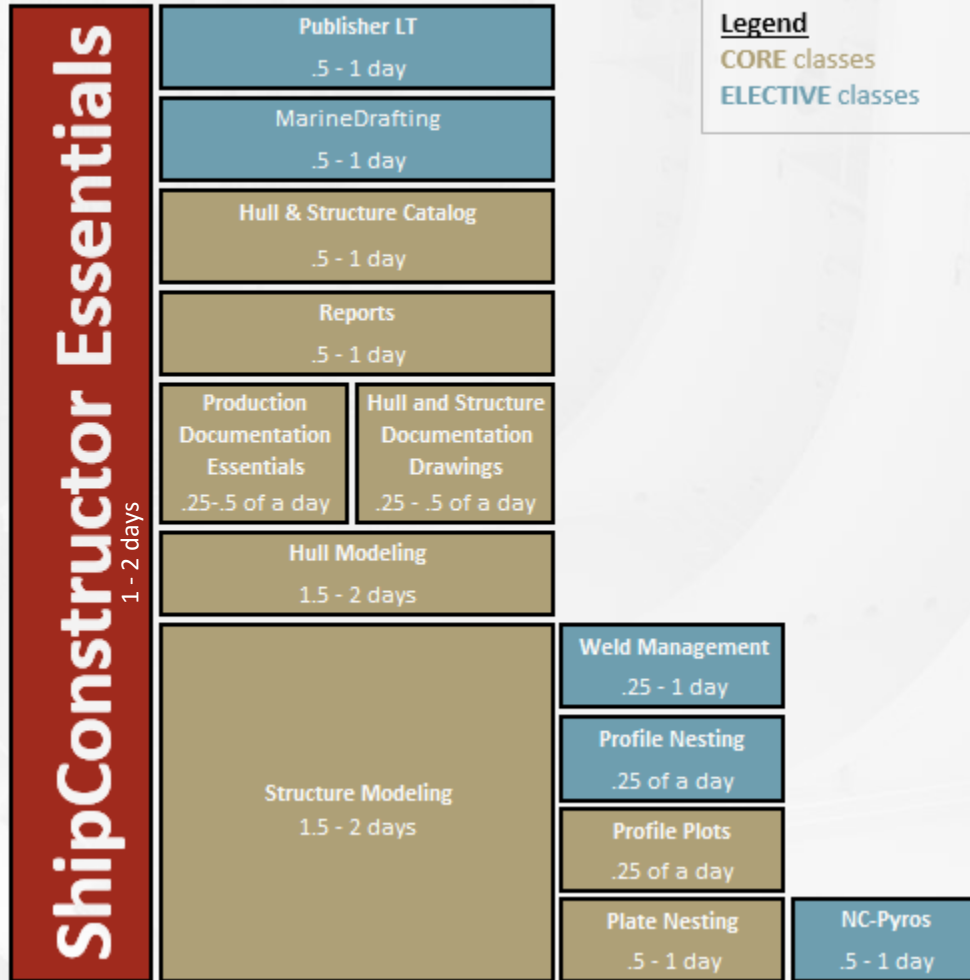 ShipConstructor Essentials
1 - 2 days
Publisher LT
.5 - 1 day
MarineDrafting
.5 - 1 day
Hull & Structure Catalog
.5 - 1 day
Reports
.5 - 1 day
Production
Documentation
Essentials
.25-.5 of a day
Hull and Structure
Documentation
Drawings
.25 - .5 of a day
Hull Modeling
1.5 - 2 days
Structure Modeling
1.5 - 2 days
Weld Management
.25 - 1 day
Profile Nesting
.25 of a day
Profile Plots
.25 of a day
Plate Nesting
.5 - 1 day
NC-Pyros
.5 - 1 day
Legend
CORE classes
ELECTIVE classes